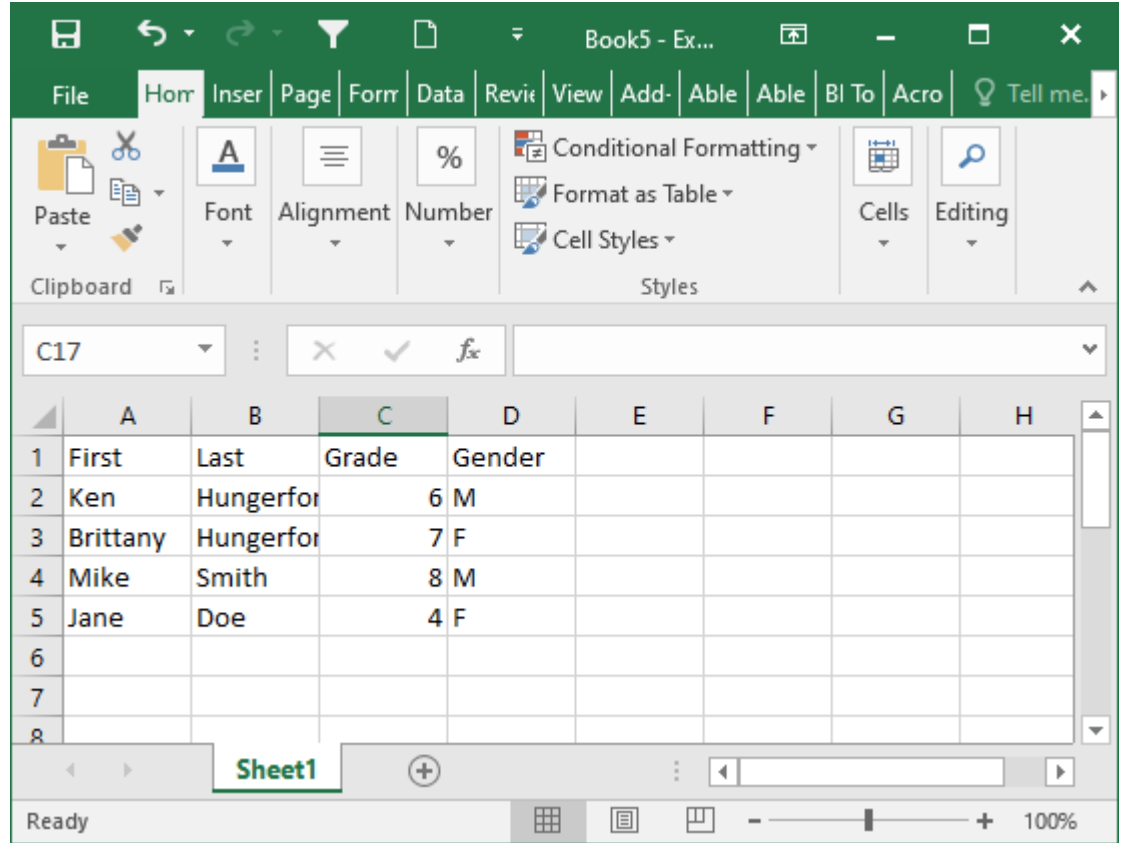 Book5 - Ex...
File Hom Inser Page Form Data Revie View Add- Able Able BI To Acro Tell me.
Paste Font Alignment Number % Conditional Formatting
Format as Table
Cell Styles
Cells Editing
Clipboard Styles
C17 fx
A B C D E F G H
1 First Last Grade Gender
2 Ken Hungerfor 6 M
3 Brittany Hungerfor 7 F
4 Mike Smith 8 M
5 Jane Doe 4 F
6
7
8
Sheet1
Ready 100%